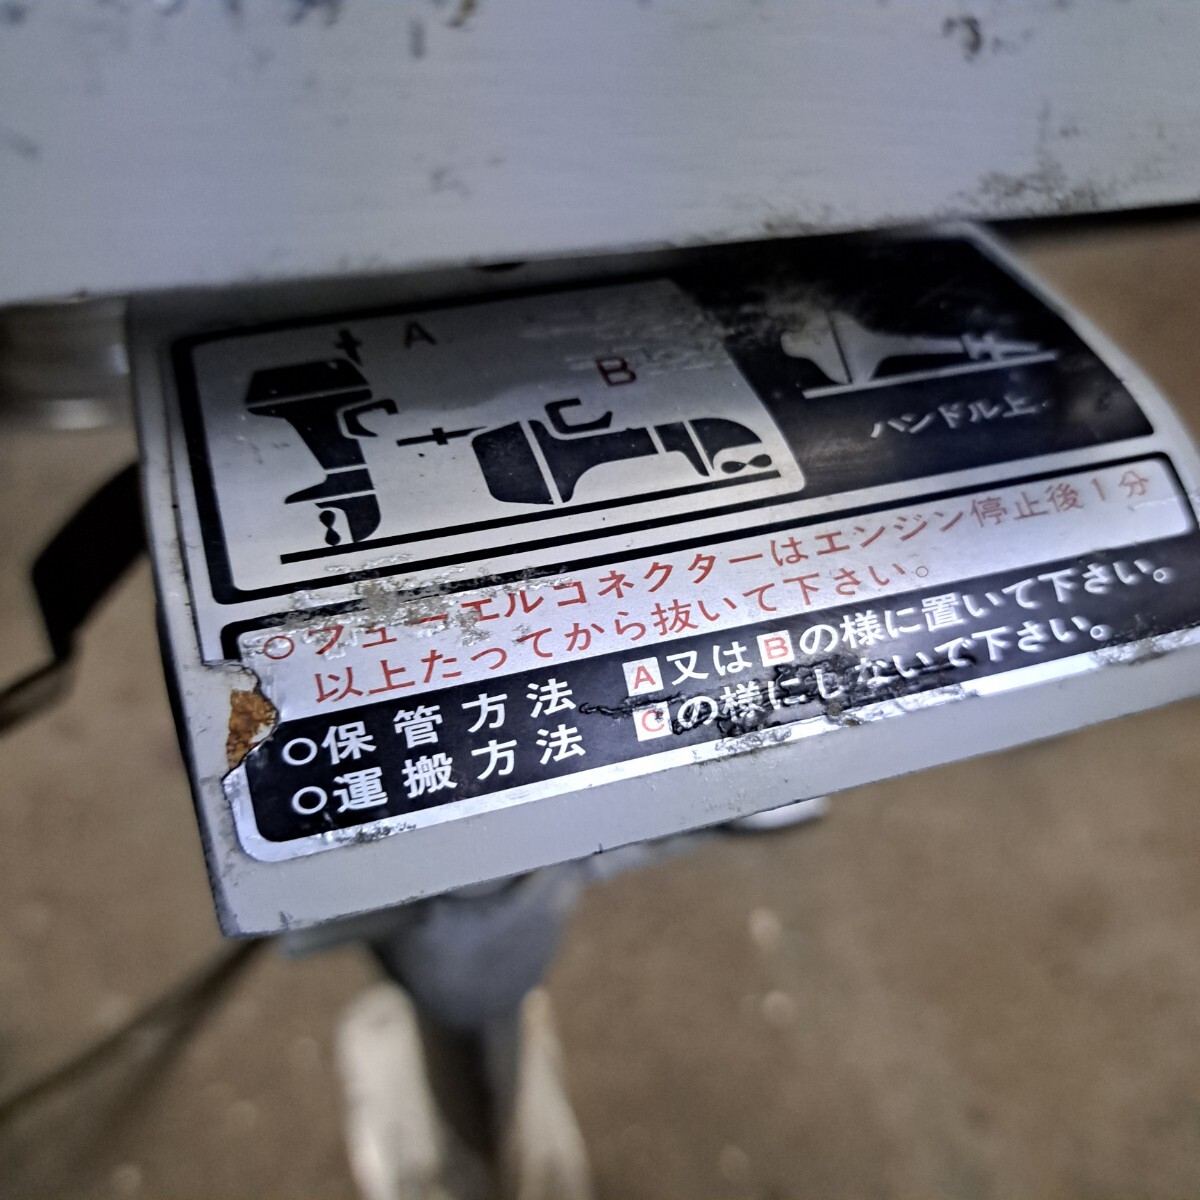 A
B
ハンドル上
○フューエルコネクターはエンジン停止後1分
以上たってから抜いて下さい。
○保管方法 A又はBの様に置いて下さい。
○運搬方法 Cの様にしないで下さい。